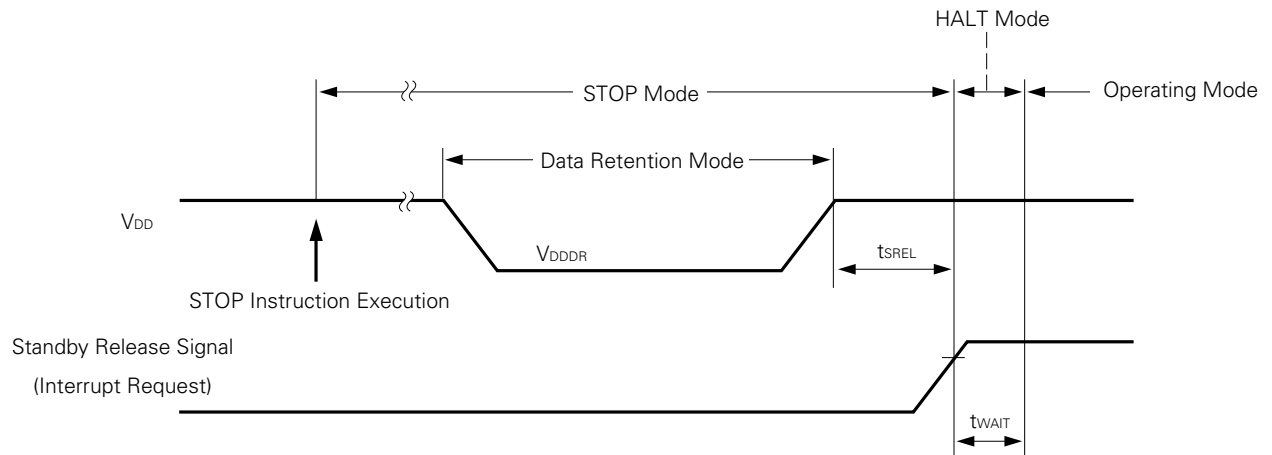 HALT Mode
STOP Mode
Operating Mode
Data Retention Mode
VDD
VDDDR
tSREL
STOP Instruction Execution
Standby Release Signal
(Interrupt Request)
tWAIT